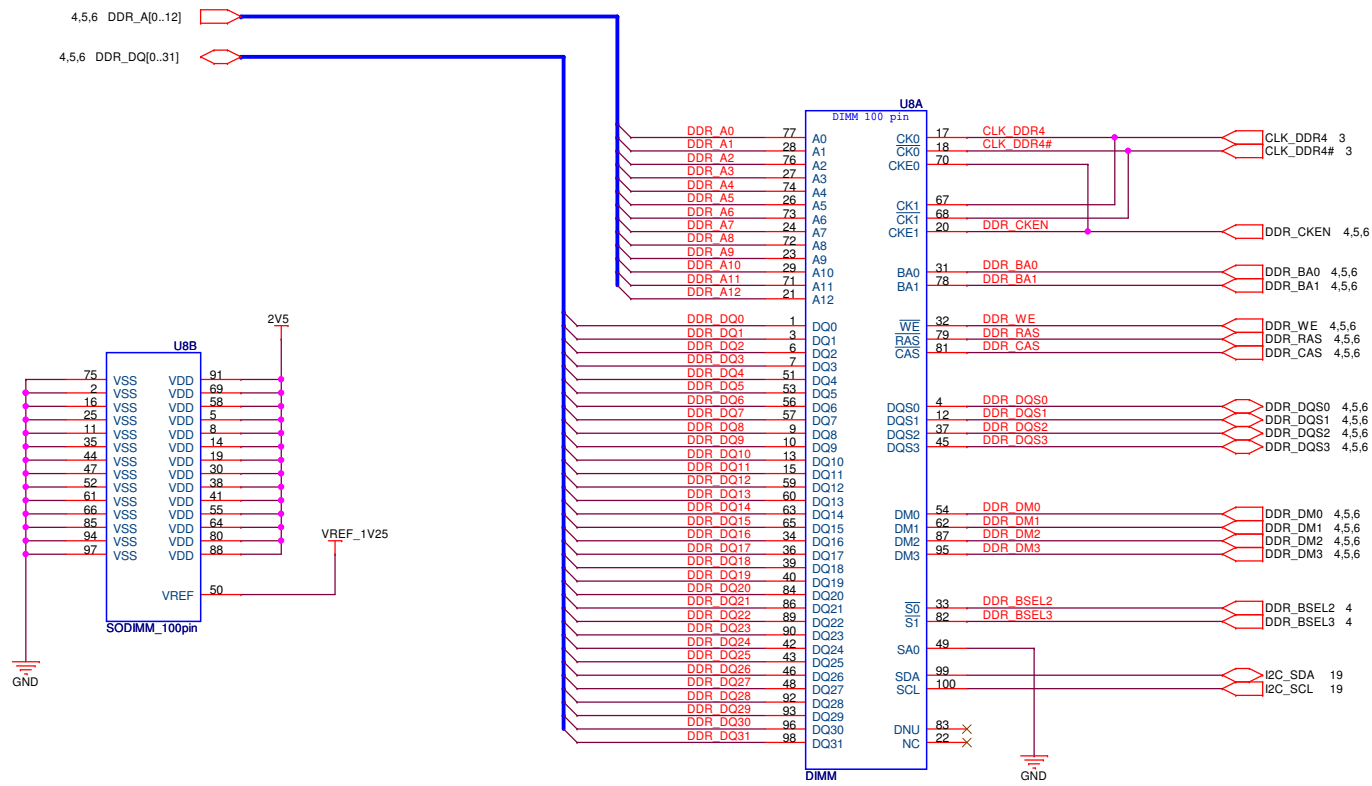 4,5,6 DDR_A[0..12]
4,5,6 DDR_DQ[0..31]
U8A
DIMM 100 pin
DDR_A0 77 A0 CK0 17 CLK_DDR4 CLK_DDR4 3
DDR_A1 28 A1 CK0 18 CLK_DDR4# CLK_DDR4# 3
DDR_A2 76 A2 CKE0 70
DDR_A3 27 A3
DDR_A4 74 A4
DDR_A5 26 A5 CK1 67
DDR_A6 73 A6 CK1 68
DDR_A7 24 A7 CKE1 20 DDR_CKEN DDR_CKEN 4,5,6
DDR_A8 72 A8
DDR_A9 23 A9
DDR_A10 29 A10 BA0 31 DDR_BA0 DDR_BA0 4,5,6
DDR_A11 71 A11 BA1 78 DDR_BA1 DDR_BA1 4,5,6
DDR_A12 21 A12
DDR_DQ0 1 DQ0 WE 32 DDR_WE DDR_WE 4,5,6
DDR_DQ1 3 DQ1 RAS 79 DDR_RAS DDR_RAS 4,5,6
DDR_DQ2 6 DQ2 CAS 81 DDR_CAS DDR_CAS 4,5,6
DDR_DQ3 7 DQ3
DDR_DQ4 51 DQ4
DDR_DQ5 53 DQ5
DDR_DQ6 56 DQ6 DQS0 4 DDR_DQS0 DDR_DQS0 4,5,6
DDR_DQ7 57 DQ7 DQS1 12 DDR_DQS1 DDR_DQS1 4,5,6
DDR_DQ8 9 DQ8 DQS2 37 DDR_DQS2 DDR_DQS2 4,5,6
DDR_DQ9 10 DQ9 DQS3 45 DDR_DQS3 DDR_DQS3 4,5,6
DDR_DQ10 13 DQ10
DDR_DQ11 15 DQ11
DDR_DQ12 59 DQ12
DDR_DQ13 60 DQ13
DDR_DQ14 63 DQ14 DM0 54 DDR_DM0 DDR_DM0 4,5,6
DDR_DQ15 65 DQ15 DM1 62 DDR_DM1 DDR_DM1 4,5,6
DDR_DQ16 34 DQ16 DM2 87 DDR_DM2 DDR_DM2 4,5,6
DDR_DQ17 36 DQ17 DM3 95 DDR_DM3 DDR_DM3 4,5,6
DDR_DQ18 39 DQ18
DDR_DQ19 40 DQ19
DDR_DQ20 84 DQ20
DDR_DQ21 86 DQ21 S0 33 DDR_BSEL2 DDR_BSEL2 4
DDR_DQ22 89 DQ22 S1 82 DDR_BSEL3 DDR_BSEL3 4
DDR_DQ23 90 DQ23
DDR_DQ24 42 DQ24 SA0 49
DDR_DQ25 43 DQ25
DDR_DQ26 46 DQ26 SDA 99 I2C_SDA 19
DDR_DQ27 48 DQ27 SCL 100 I2C_SCL 19
DDR_DQ28 92 DQ28
DDR_DQ29 93 DQ29
DDR_DQ30 96 DQ30 DNU 83
DDR_DQ31 98 DQ31 NC 22
DIMM
GND
2V5
U8B
75 VSS VDD 91
2 VSS VDD 69
16 VSS VDD 58
25 VSS VDD 5
11 VSS VDD 8
35 VSS VDD 14
44 VSS VDD 19
47 VSS VDD 30
52 VSS VDD 38
61 VSS VDD 41
66 VSS VDD 55
85 VSS VDD 64
94 VSS VDD 80
97 VSS VDD 88
VREF_1V25
VREF 50
SODIMM_100pin
GND